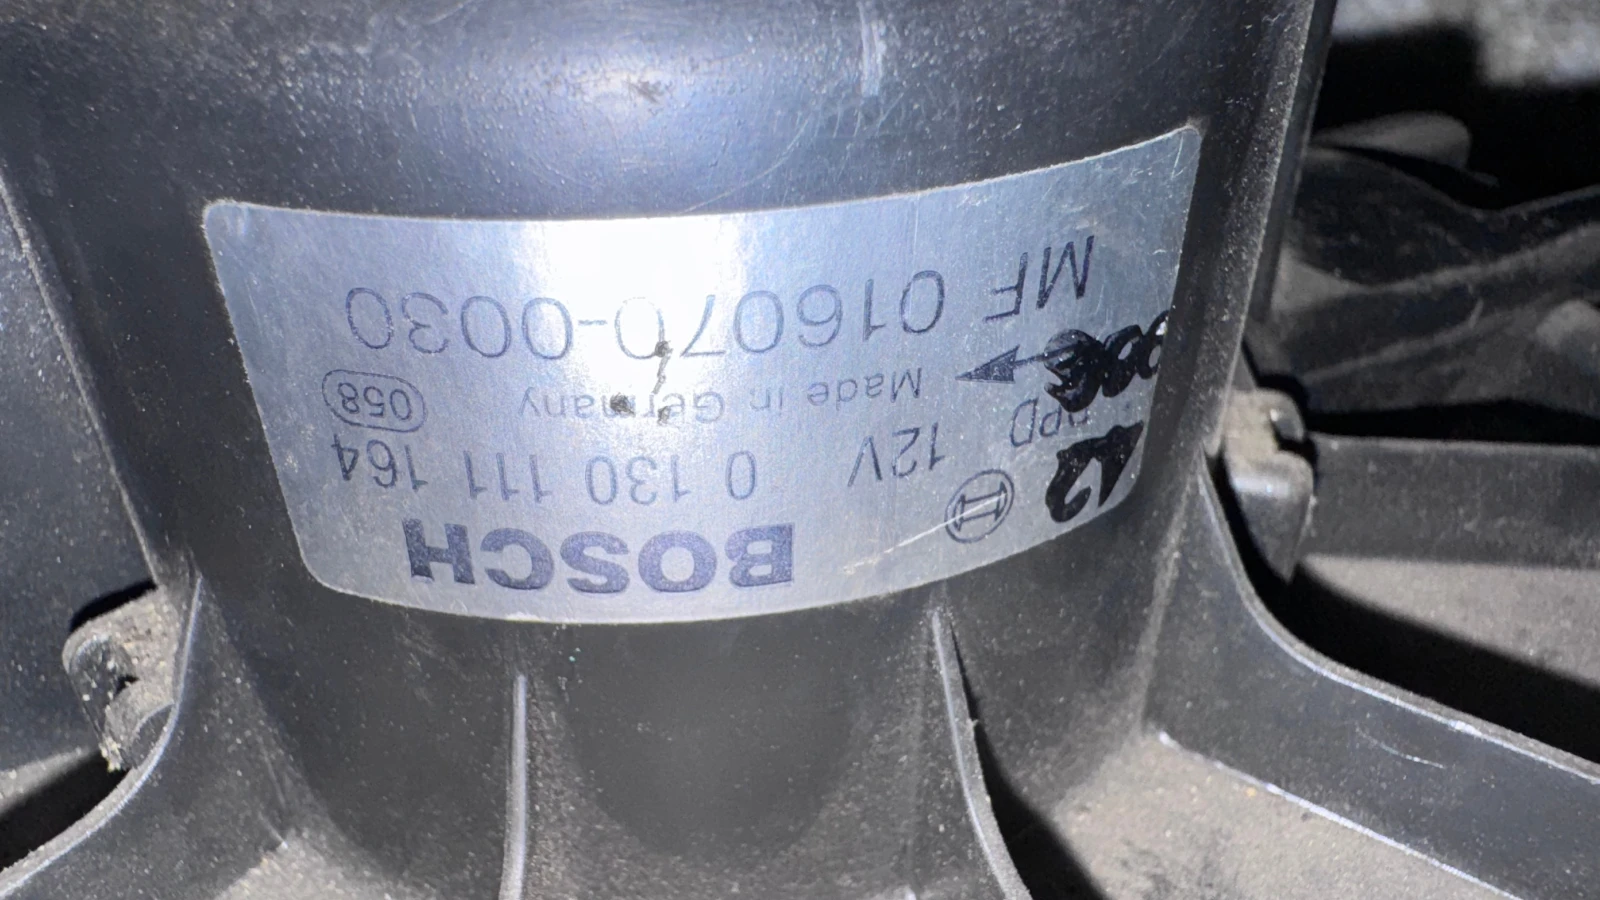 BOSCH
0 130 111 164 12V
058 Made in Germany
MF 016070-0030